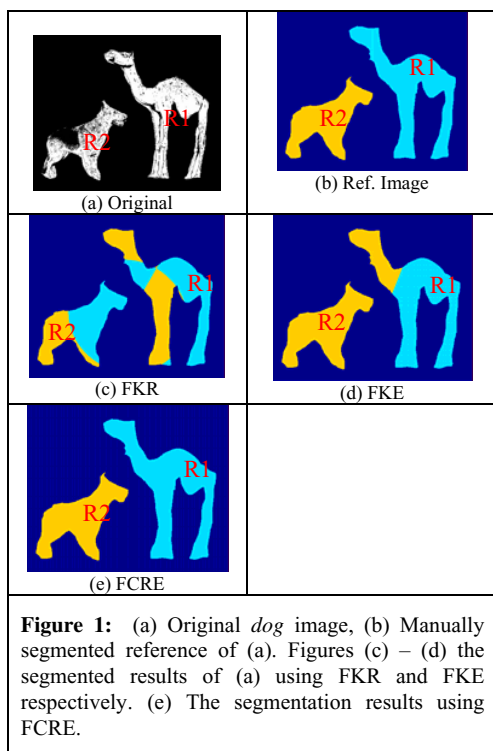 R1
R2
(a) Original
R1
R2
(b) Ref. Image
R1
R2
(c) FKR
R1
R2
(d) FKE
R1
R2
(e) FCRE
Figure 1: (a) Original dog image, (b) Manually
segmented reference of (a). Figures (c) – (d) the
segmented results of (a) using FKR and FKE
respectively. (e) The segmentation results using
FCRE.